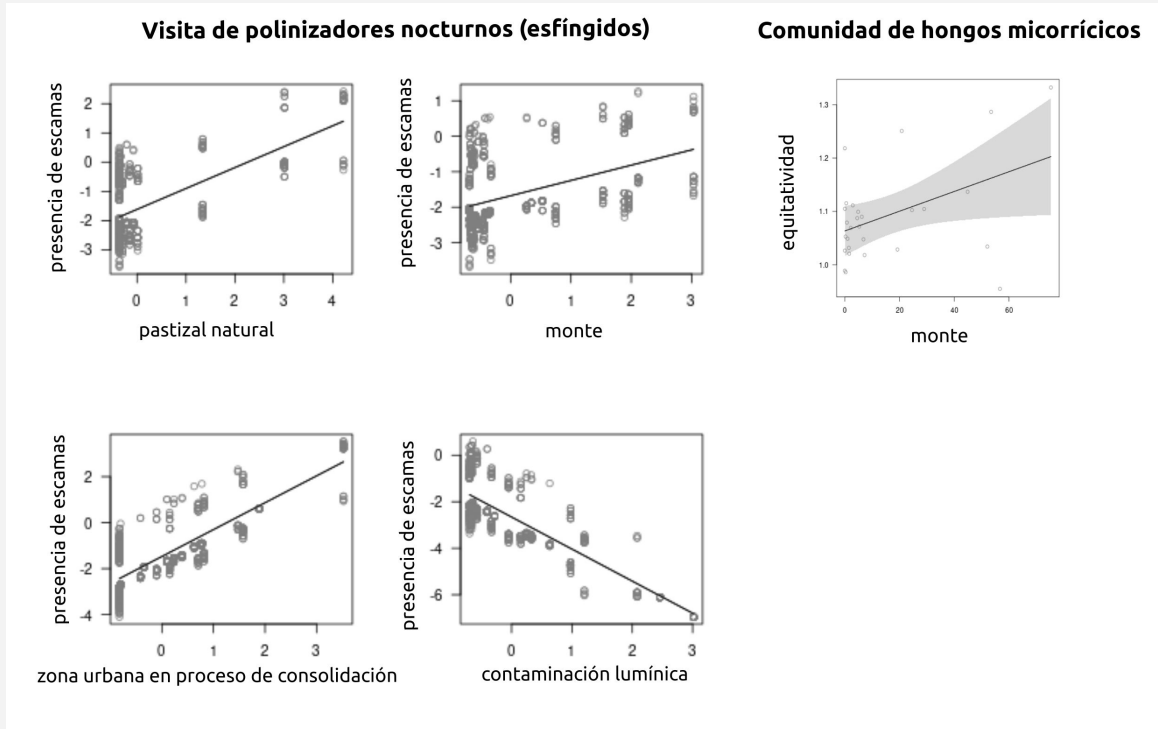 Visita de polinizadores nocturnos (esfíngidos)
Comunidad de hongos micorrícicos
presencia de escamas
2
1
0
-1
-2
-3
0 1 2 3 4
pastizal natural
presencia de escamas
1
0
-1
-2
-3
0 1 2 3
monte
equitatividad
1.3
1.2
1.1
1.0
0 20 40 60
monte
presencia de escamas
2
0
-2
-4
0 1 2 3
zona urbana en proceso de consolidación
presencia de escamas
0
-2
-4
-6
0 1 2 3
contaminación lumínica